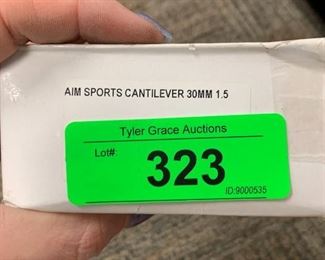 AIM SPORTS CANTILEVER 30MM 1.5
Tyler Grace Auctions
Lot#:
323
ID:9000535